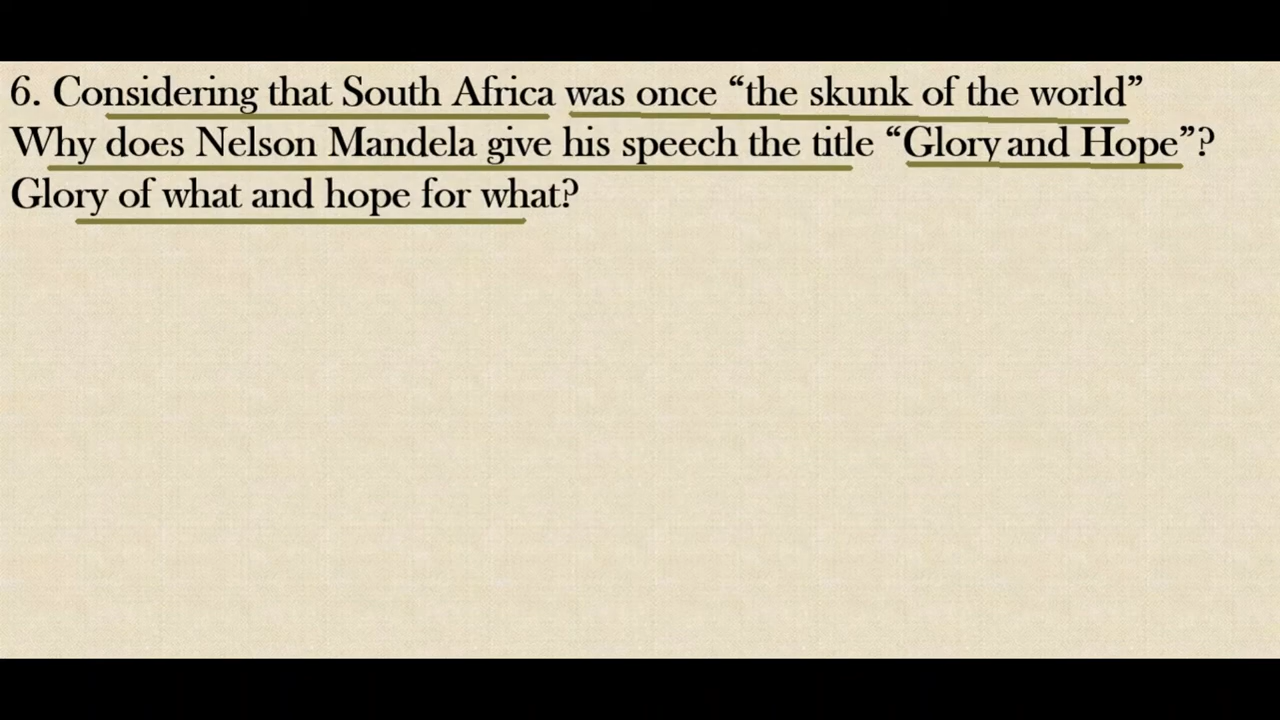 6. Considering that South Africa was once “the skunk of the world”
Why does Nelson Mandela give his speech the title “Glory and Hope”?
Glory of what and hope for what?